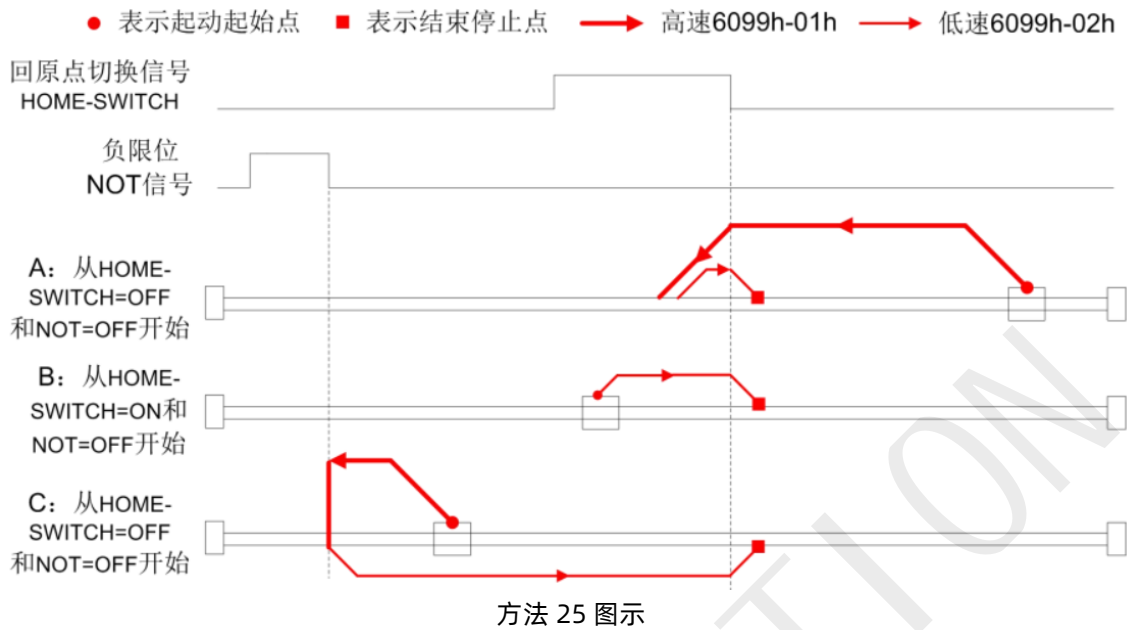 表示起动起始点 表示结束停止点 高速6099h-01h 低速6099h-02h
回原点切换信号
HOME-SWITCH
负限位
NOT信号
A：从HOME-
SWITCH=OFF
和NOT=OFF开始
B：从HOME-
SWITCH=ON和
NOT=OFF开始
C：从HOME-
SWITCH=OFF
和NOT=OFF开始
方法 25 图示